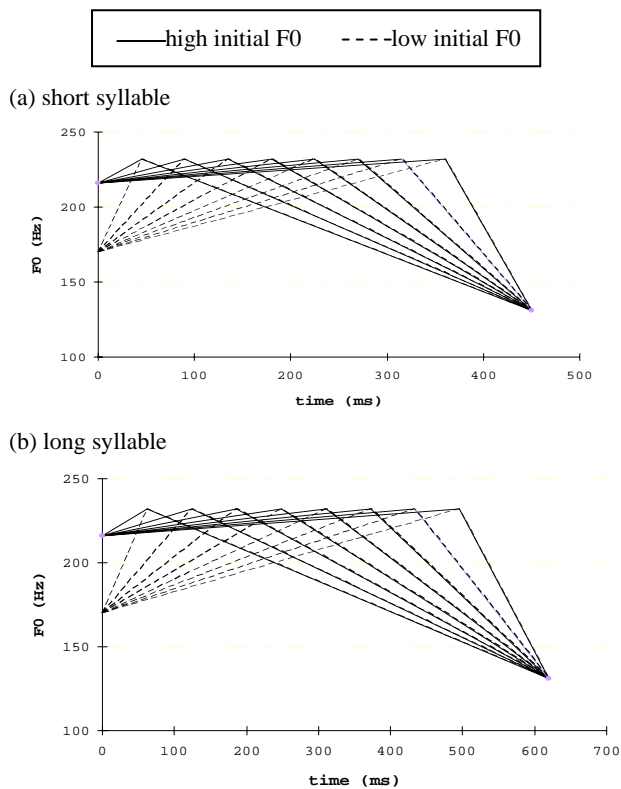 high initial F0 low initial F0
(a) short syllable
250
200
150
100
F0 (Hz)
0 100 200 300 400 500
time (ms)
(b) long syllable
250
200
150
100
F0 (Hz)
0 100 200 300 400 500 600 700
time (ms)